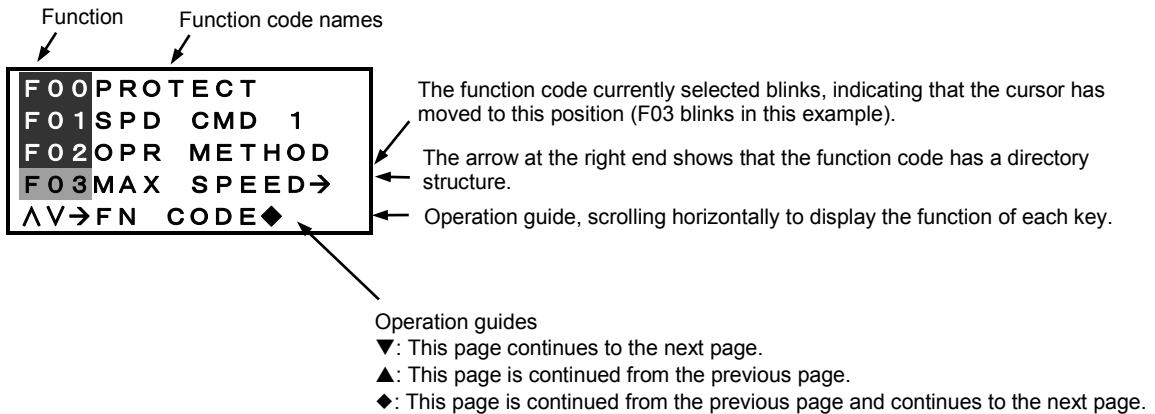 Function
Function code names
F00PROTECT
F01SPD CMD 1
F02OPR METHOD
F03MAX SPEED→
∧∨→FN CODE◆
The function code currently selected blinks, indicating that the cursor has
moved to this position (F03 blinks in this example).
The arrow at the right end shows that the function code has a directory
structure.
Operation guide, scrolling horizontally to display the function of each key.
Operation guides
▼: This page continues to the next page.
▲: This page is continued from the previous page.
◆: This page is continued from the previous page and continues to the next page.